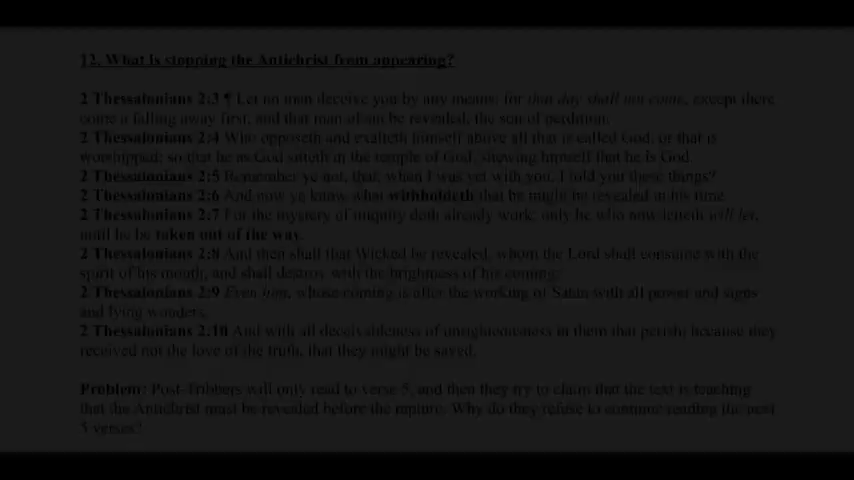 12. What is stopping the Antichrist from appearing?
2 Thessalonians 2:3 ¶ Let no man deceive you by any means: for that day shall not come, except there
come a falling away first, and that man of sin be revealed, the son of perdition;
2 Thessalonians 2:4 Who opposeth and exalteth himself above all that is called God, or that is
worshipped; so that he as God sitteth in the temple of God, shewing himself that he is God.
2 Thessalonians 2:5 Remember ye not, that, when I was yet with you, I told you these things?
2 Thessalonians 2:6 And now ye know what withholdeth that he might be revealed in his time.
2 Thessalonians 2:7 For the mystery of iniquity doth already work: only he who now letteth will let,
until he be taken out of the way.
2 Thessalonians 2:8 And then shall that Wicked be revealed, whom the Lord shall consume with the
spirit of his mouth, and shall destroy with the brightness of his coming:
2 Thessalonians 2:9 Even him, whose coming is after the working of Satan with all power and signs
and lying wonders,
2 Thessalonians 2:10 And with all deceivableness of unrighteousness in them that perish; because they
received not the love of the truth, that they might be saved.
Problem: Post-Tribbers will only read to verse 5, and then they try to claim that the text is teaching
that the Antichrist must be revealed before the rapture. Why do they refuse to continue reading the next
5 verses?